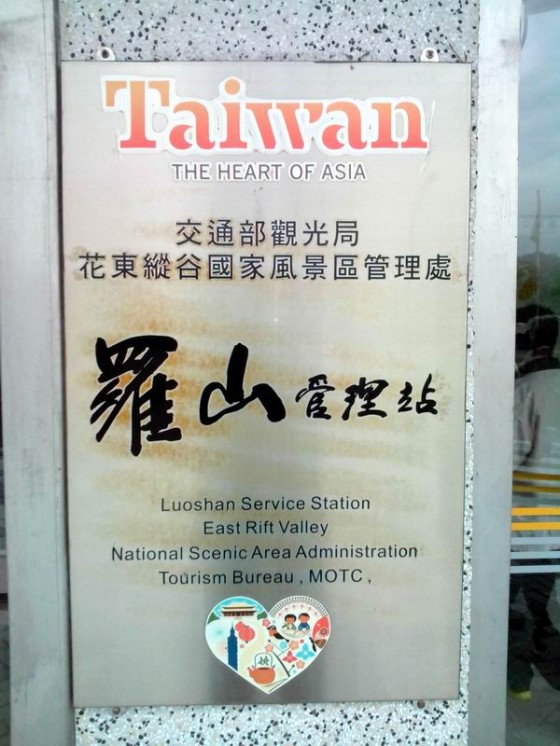 Taiwan
THE HEART OF ASIA
交通部觀光局
花東縱谷國家風景區管理處
羅山管理站
Luoshan Service Station
East Rift Valley
National Scenic Area Administration
Tourism Bureau , MOTC ,